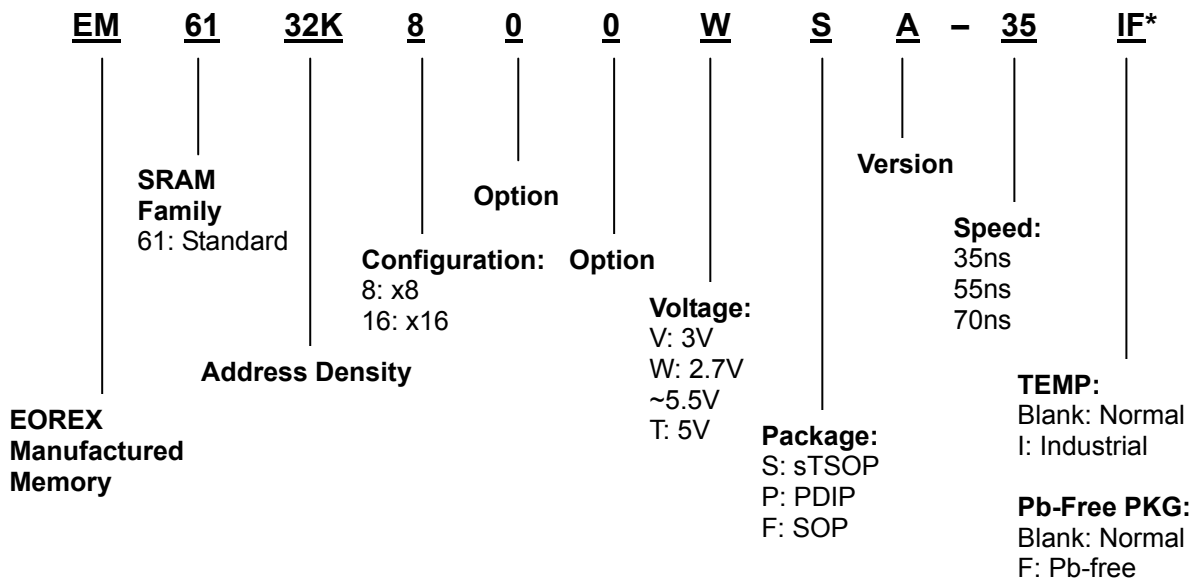 EM 61 32K 8 0 0 W S A – 35 IF*
SRAM
Family
61: Standard
Option
Version
Configuration:
8: x8
16: x16
Option
Speed:
35ns
55ns
70ns
Voltage:
V: 3V
W: 2.7V
~5.5V
T: 5V
Address Density
EOREX
Manufactured
Memory
Package:
S: sTSOP
P: PDIP
F: SOP
TEMP:
Blank: Normal
I: Industrial
Pb-Free PKG:
Blank: Normal
F: Pb-free